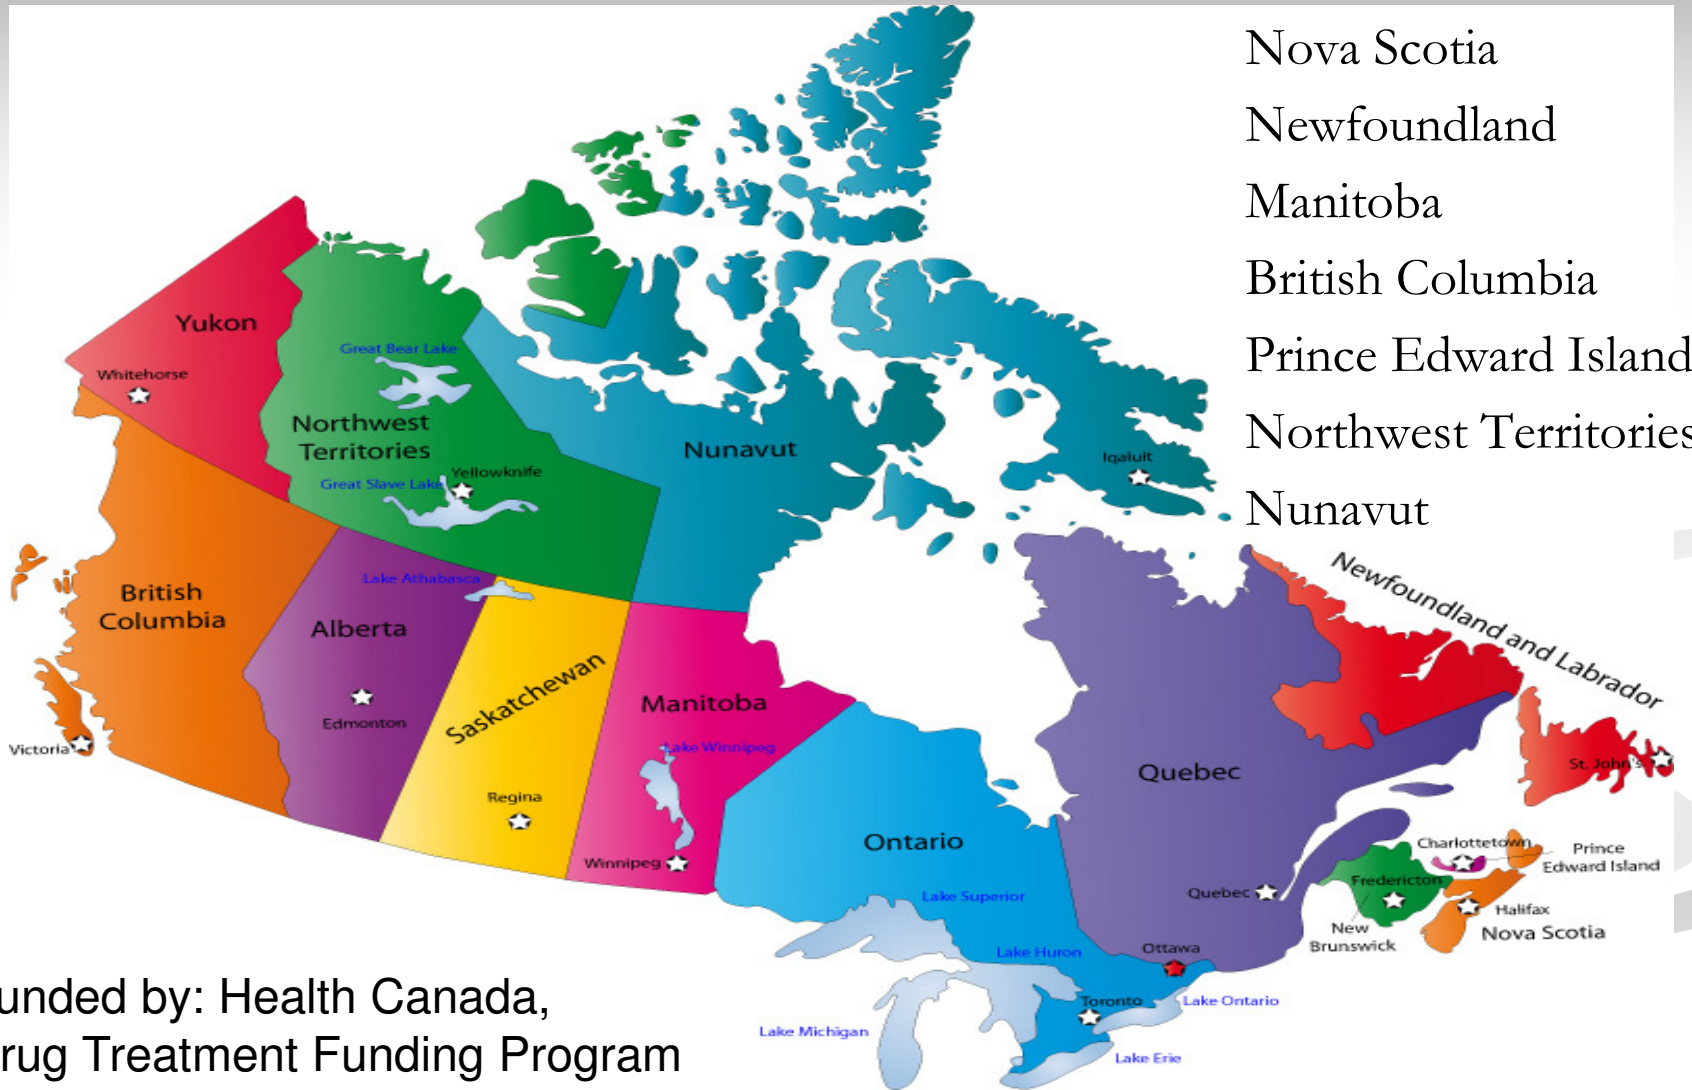 Nova Scotia
Newfoundland
Manitoba
British Columbia
Prince Edward Island
Northwest Territories
Nunavut
Yukon
Whitehorse
Great Bear Lake
Northwest
Territories
Yellowknife
Great Slave Lake
Nunavut
Iqaluit
British
Columbia
Victoria
Lake Athabasca
Alberta
Edmonton
Saskatchewan
Regina
Manitoba
Lake Winnipeg
Winnipeg
Ontario
Lake Superior
Lake Huron
Ottawa
Toronto
Lake Ontario
Lake Michigan
Lake Erie
Quebec
Quebec
Newfoundland and Labrador
St. John's
Charlottetown
Prince
Edward Island
Fredericton
New
Brunswick
Halifax
Nova Scotia
unded by: Health Canada,
rug Treatment Funding Program